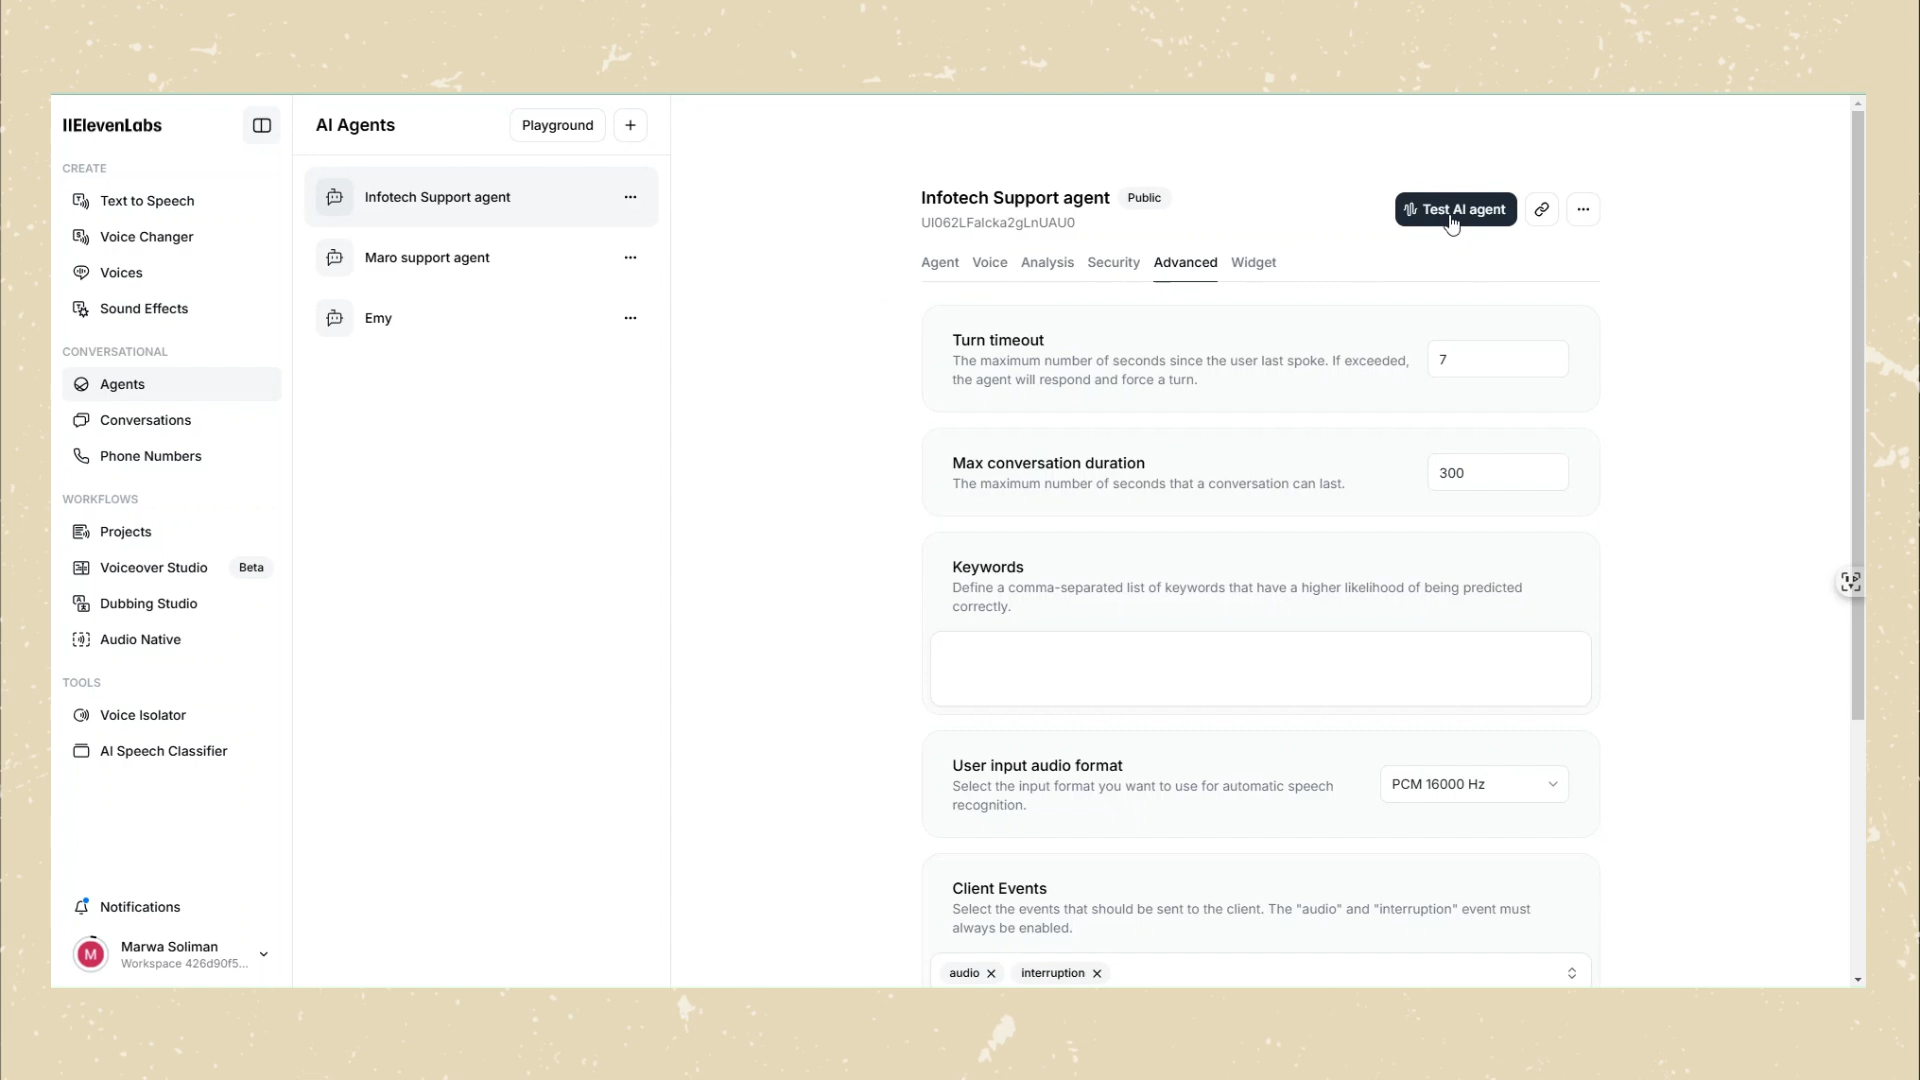 IIElevenLabs
CREATE
Text to Speech
Voice Changer
Voices
Sound Effects
CONVERSATIONAL
Agents
Conversations
Phone Numbers
WORKFLOWS
Projects
Voiceover Studio Beta
Dubbing Studio
Audio Native
TOOLS
Voice Isolator
AI Speech Classifier
Notifications
M
Marwa Soliman
Workspace 426d90f5...
AI Agents
Playground
Infotech Support agent
Maro support agent
Emy
Infotech Support agent Public
UI062LFaIcka2gLnUAU0
Test AI agent
Agent Voice Analysis Security Advanced Widget
Turn timeout
The maximum number of seconds since the user last spoke. If exceeded,
the agent will respond and force a turn.
7
Max conversation duration
The maximum number of seconds that a conversation can last.
300
Keywords
Define a comma-separated list of keywords that have a higher likelihood of being predicted
correctly.
User input audio format
Select the input format you want to use for automatic speech
recognition.
PCM 16000 Hz
Client Events
Select the events that should be sent to the client. The "audio" and "interruption" event must
always be enabled.
audio interruption